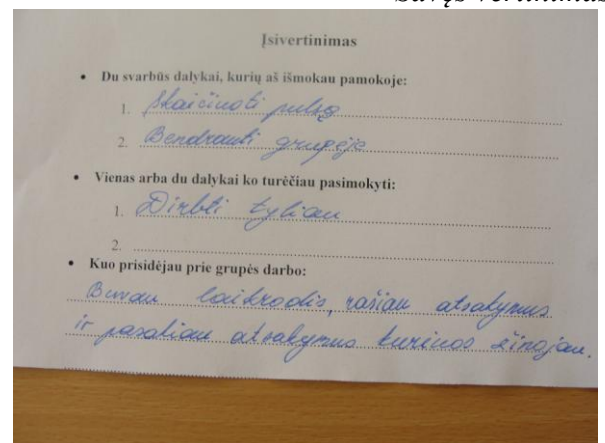 Savęs vertinimas
Įsivertinimas
• Du svarbūs dalykai, kurių aš išmokau pamokoje:
1. Skaičiuoti pulsą
2. Bendrauti grupėje
• Vienas arba du dalykai ko turėčiau pasimokyti:
1. Dirbti tyliau
2.
• Kuo prisidėjau prie grupės darbo:
Buvau laikrodis, rašiau atsakymus
ir pasakiau atsakymus kuriuos žinojau.